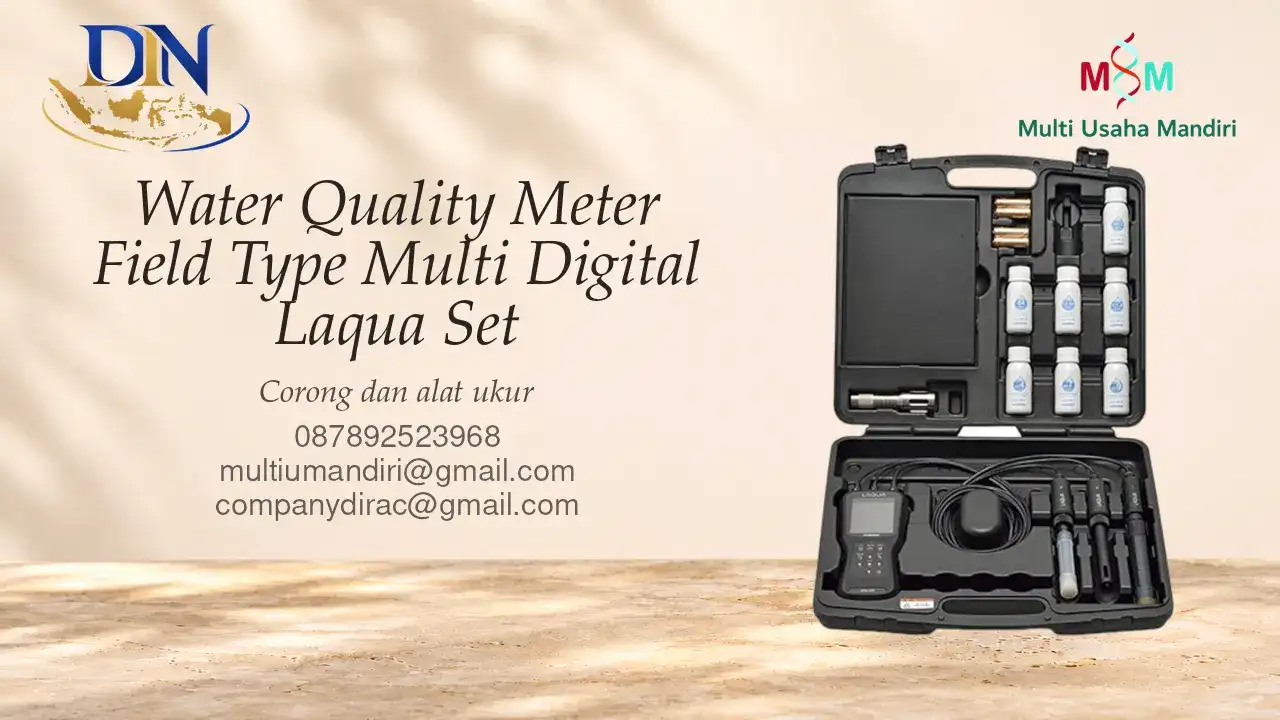 DIN
M M
Multi Usaha Mandiri
Water Quality Meter
Field Type Multi Digital
Laqua Set
Corong dan alat ukur
087892523968
multiumandiri@gmail.com
companydirac@gmail.com
LAQUA